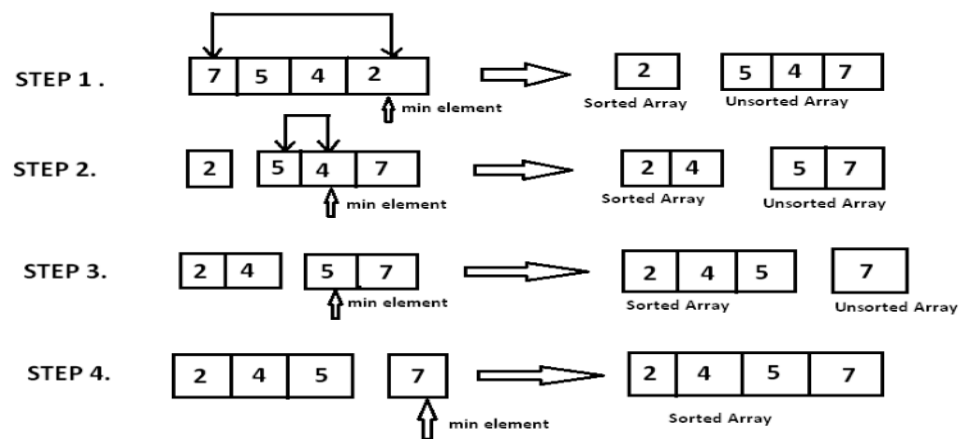 STEP 1 .
7 5 4 2
2
5 4 7
min element
Sorted Array
Unsorted Array
STEP 2.
2
5 4 7
2 4
5 7
min element
Sorted Array
Unsorted Array
STEP 3.
2 4
5 7
2 4 5
7
min element
Sorted Array
Unsorted Array
STEP 4.
2 4 5
7
2 4 5 7
min element
Sorted Array